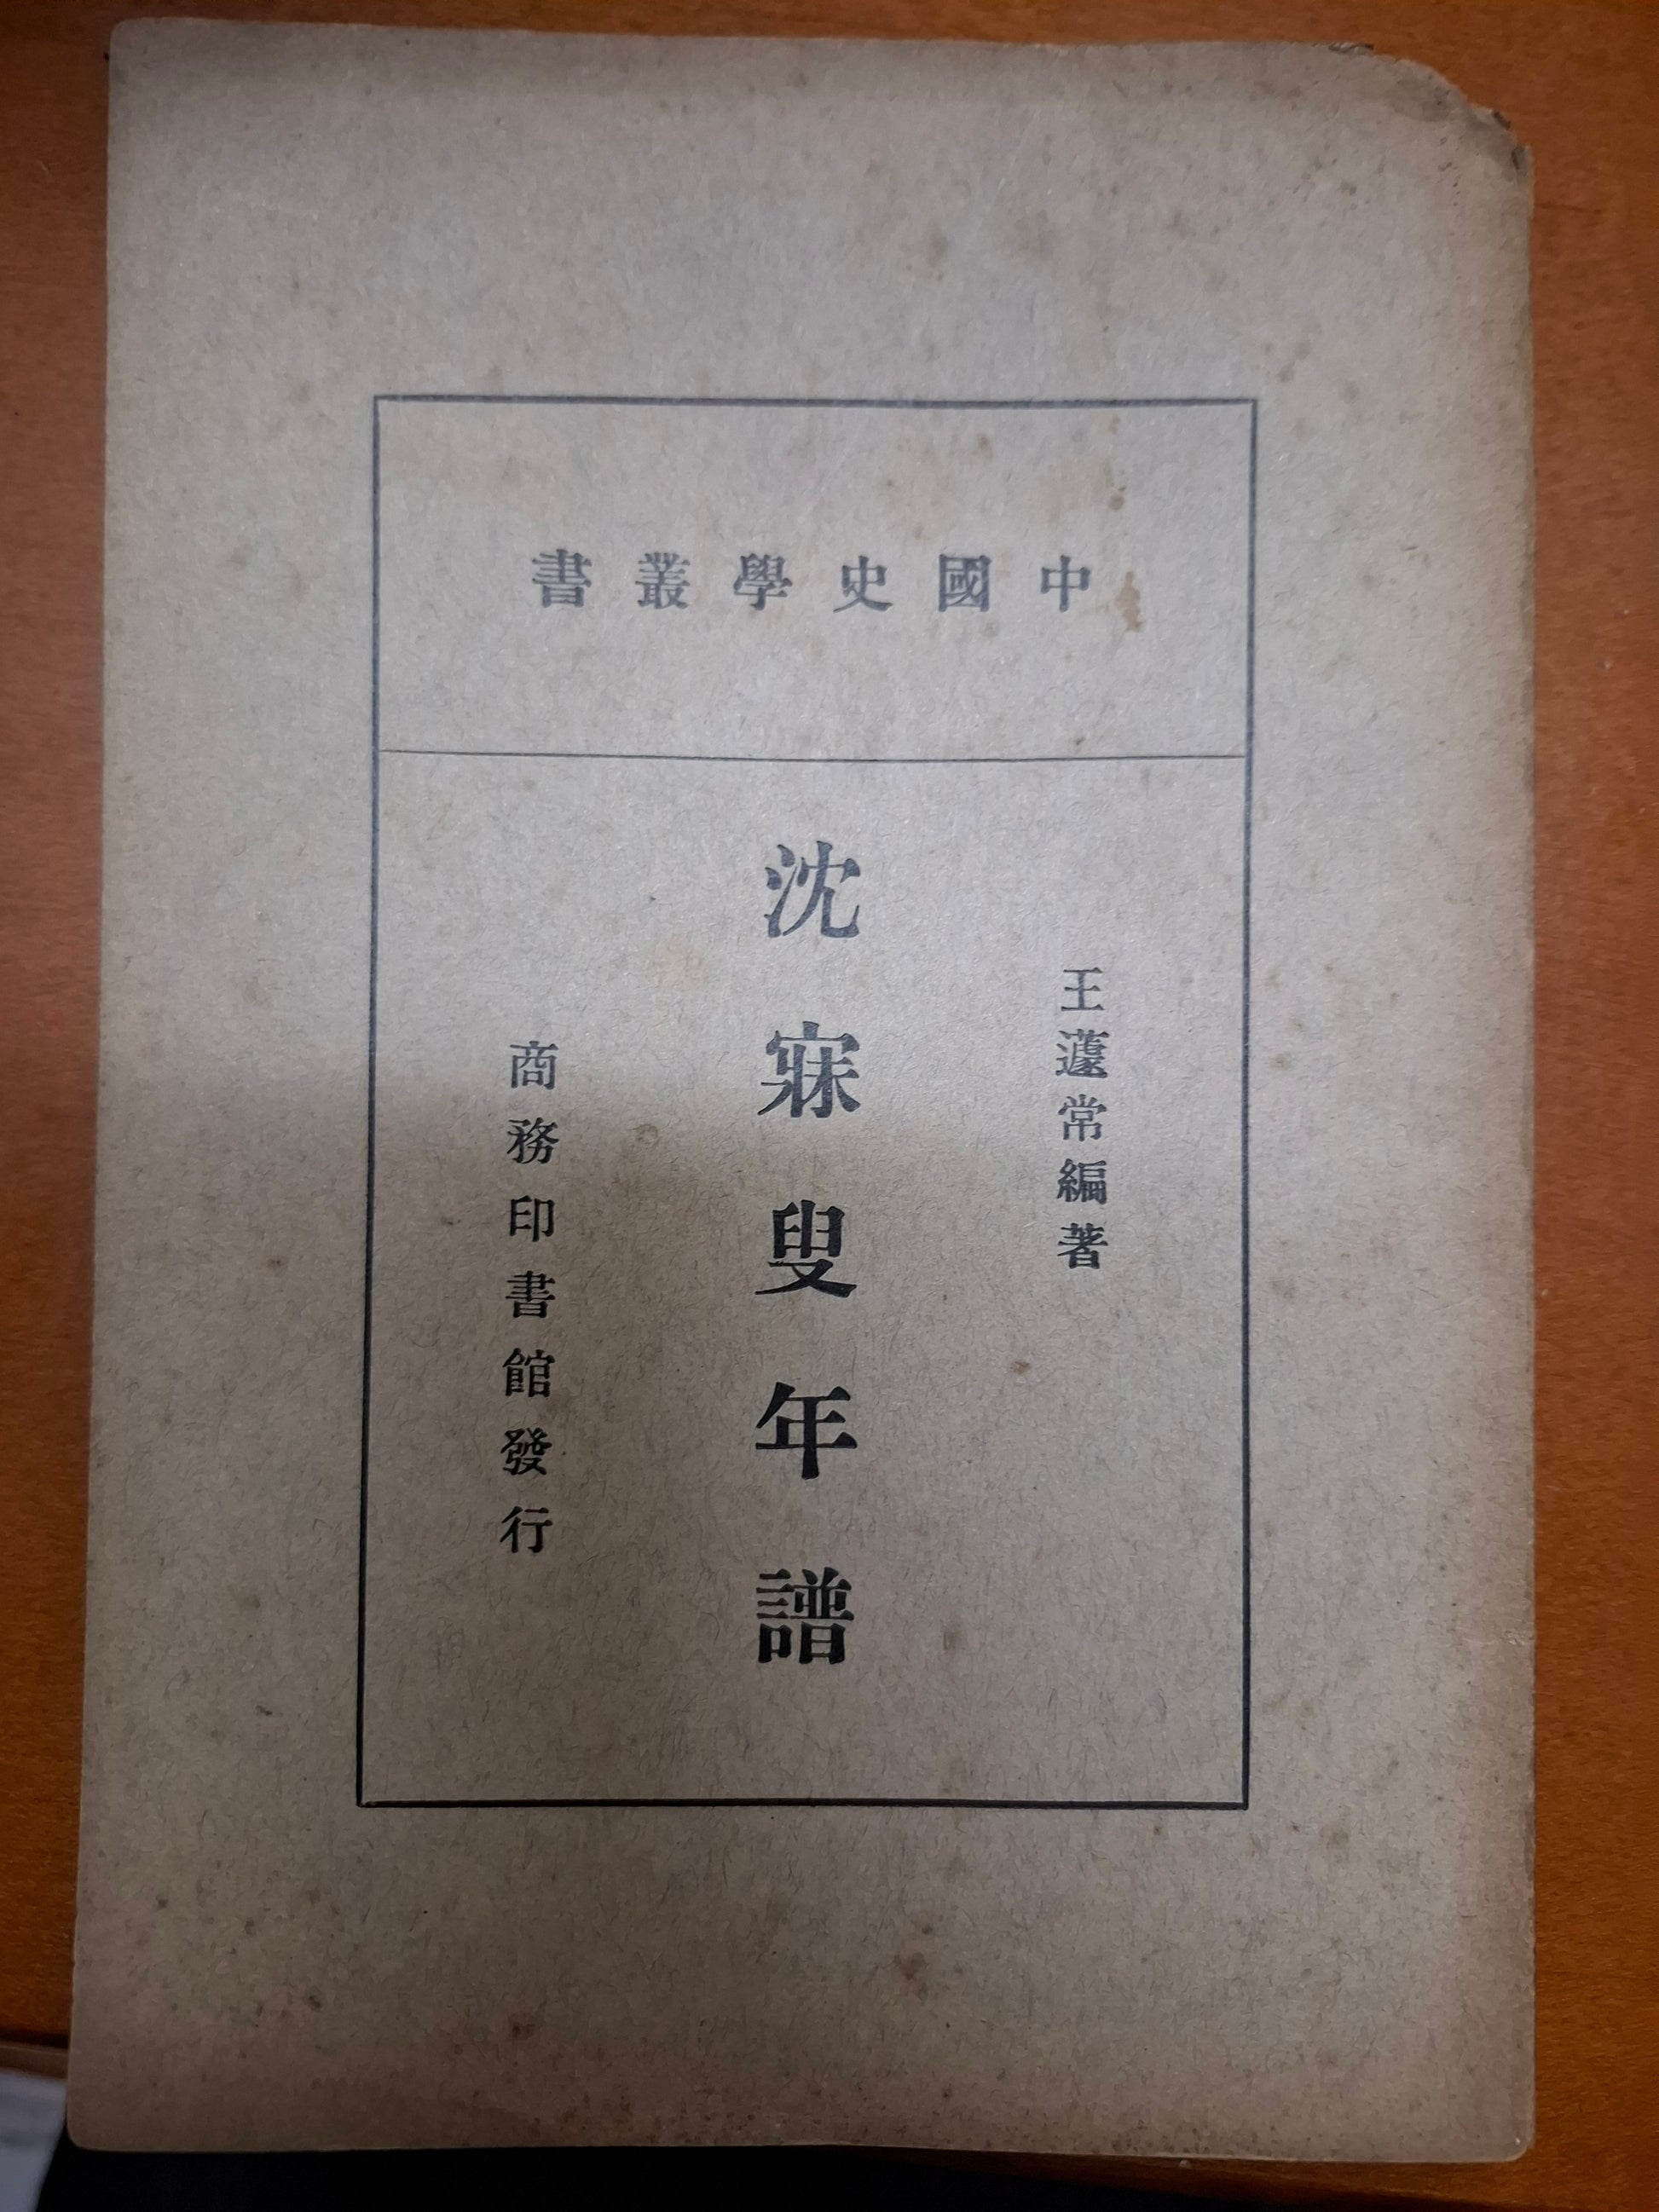 中國史學叢書
王蘧常編著
沈寐叟年譜
商務印書館發行